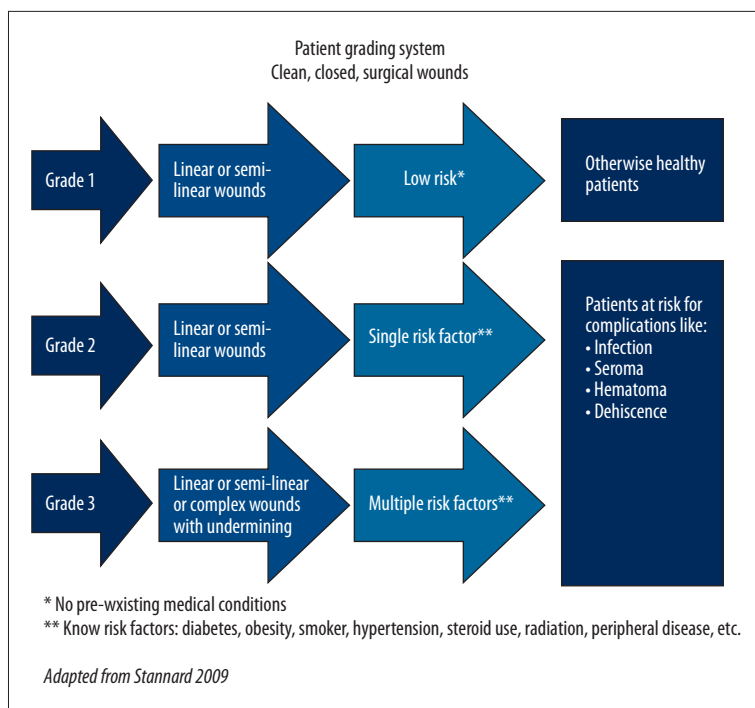 Patient grading system
Clean, closed, surgical wounds
Grade 1
Linear or semi-
linear wounds
Low risk*
Otherwise healthy
patients
Grade 2
Linear or semi-
linear wounds
Single risk factor**
Patients at risk for
complications like:
• Infection
• Seroma
• Hematoma
• Dehiscence
Grade 3
Linear or semi-linear
or complex wounds
with undermining
Multiple risk factors**
* No pre-wxisting medical conditions
** Know risk factors: diabetes, obesity, smoker, hypertension, steroid use, radiation, peripheral disease, etc.
Adapted from Stannard 2009